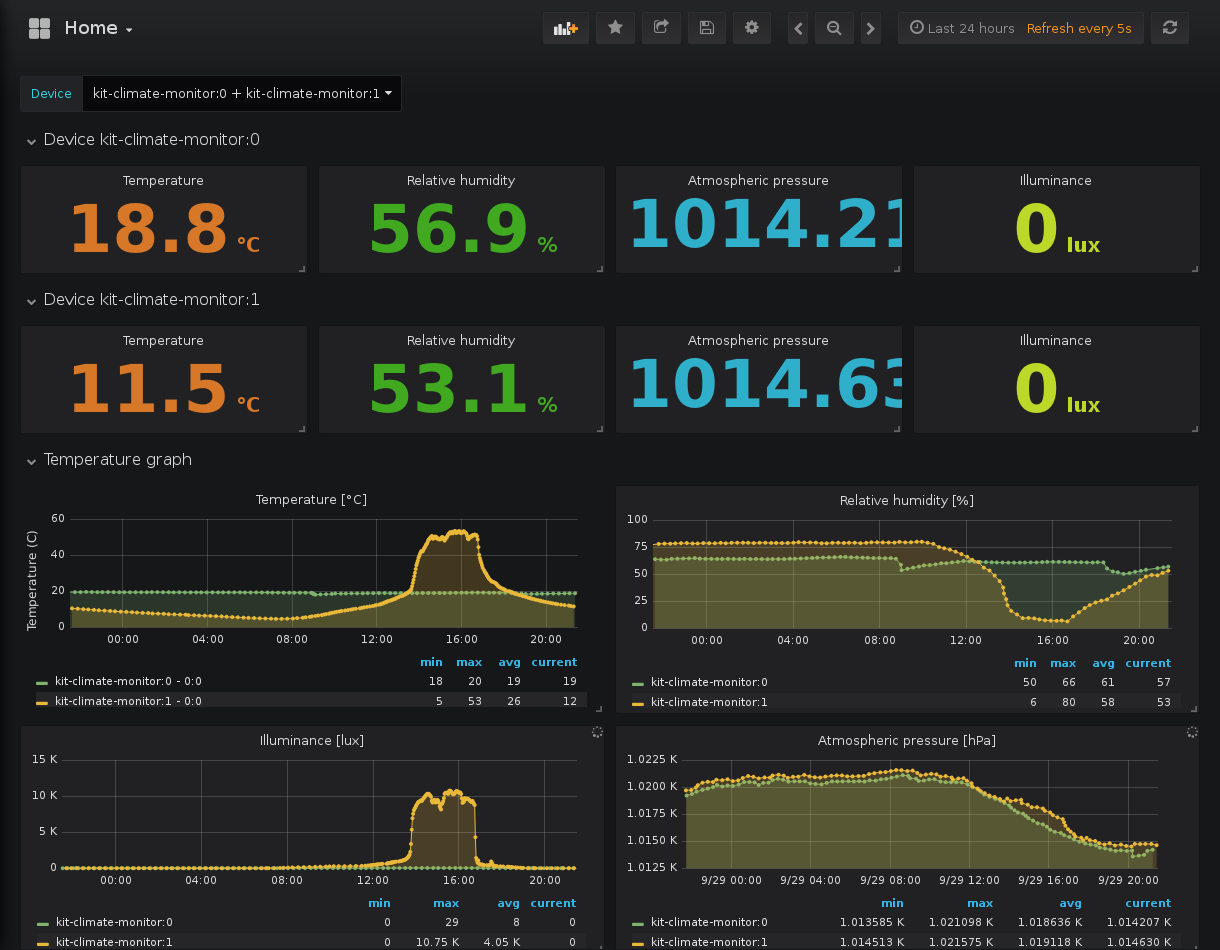 Home
Last 24 hours Refresh every 5s
Device kit-climate-monitor:0 + kit-climate-monitor:1
Device kit-climate-monitor:0
Temperature Relative humidity Atmospheric pressure Illuminance
18.8 °C 56.9 % 1014.21 0 lux
Device kit-climate-monitor:1
Temperature Relative humidity Atmospheric pressure Illuminance
11.5 °C 53.1 % 1014.63 0 lux
Temperature graph
Temperature [°C]
Temperature (C)
60
40
20
0
00:00 04:00 08:00 12:00 16:00 20:00
min max avg current
kit-climate-monitor:0 - 0:0 18 20 19 19
kit-climate-monitor:1 - 0:0 5 53 26 12
Relative humidity [%]
100
75
50
25
0
00:00 04:00 08:00 12:00 16:00 20:00
min max avg current
kit-climate-monitor:0 50 66 61 57
kit-climate-monitor:1 6 80 58 53
Illuminance [lux]
15 K
10 K
5 K
0
00:00 04:00 08:00 12:00 16:00 20:00
min max avg current
kit-climate-monitor:0 0 29 8 0
kit-climate-monitor:1 0 10.75 K 4.05 K 0
Atmospheric pressure [hPa]
1.0225 K
1.0200 K
1.0175 K
1.0150 K
1.0125 K
9/29 00:00 9/29 04:00 9/29 08:00 9/29 12:00 9/29 16:00 9/29 20:00
min max avg current
kit-climate-monitor:0 1.013585 K 1.021098 K 1.018636 K 1.014207 K
kit-climate-monitor:1 1.014513 K 1.021575 K 1.019118 K 1.014630 K